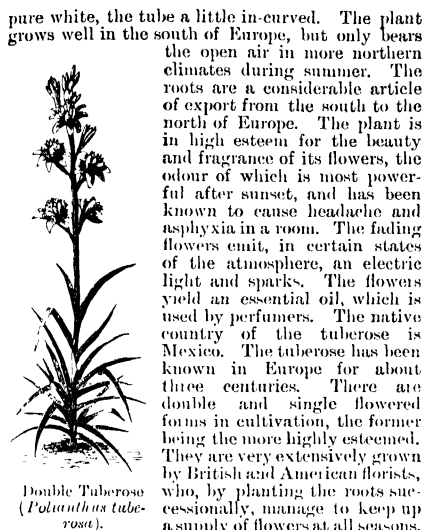 pure white, the tube a little in-curved. The plant
grows well in the south of Europe, but only bears
the open air in more northern
climates during summer. The
roots are a considerable article
of export from the south to the
north of Europe. The plant is
in high esteem for the beauty
and fragrance of its flowers, the
odour of which is most power-
ful after sunset, and has been
known to cause headache and
asphyxia in a room. The fading
flowers emit, in certain states
of the atmosphere, an electric
light and sparks. The flowers
yield an essential oil, which is
used by perfumers. The native
country of the tuberose is
Mexico. The tuberose has been
known in Europe for about
three centuries. There are
double and single flowered
forms in cultivation, the former
being the more highly esteemed.
They are very extensively grown
by British and American florists,
who, by planting the roots suc-
cessionally, manage to keep up
a supply of flowers at all seasons.
Double Tuberose
(Polianthus tube-
rosa).